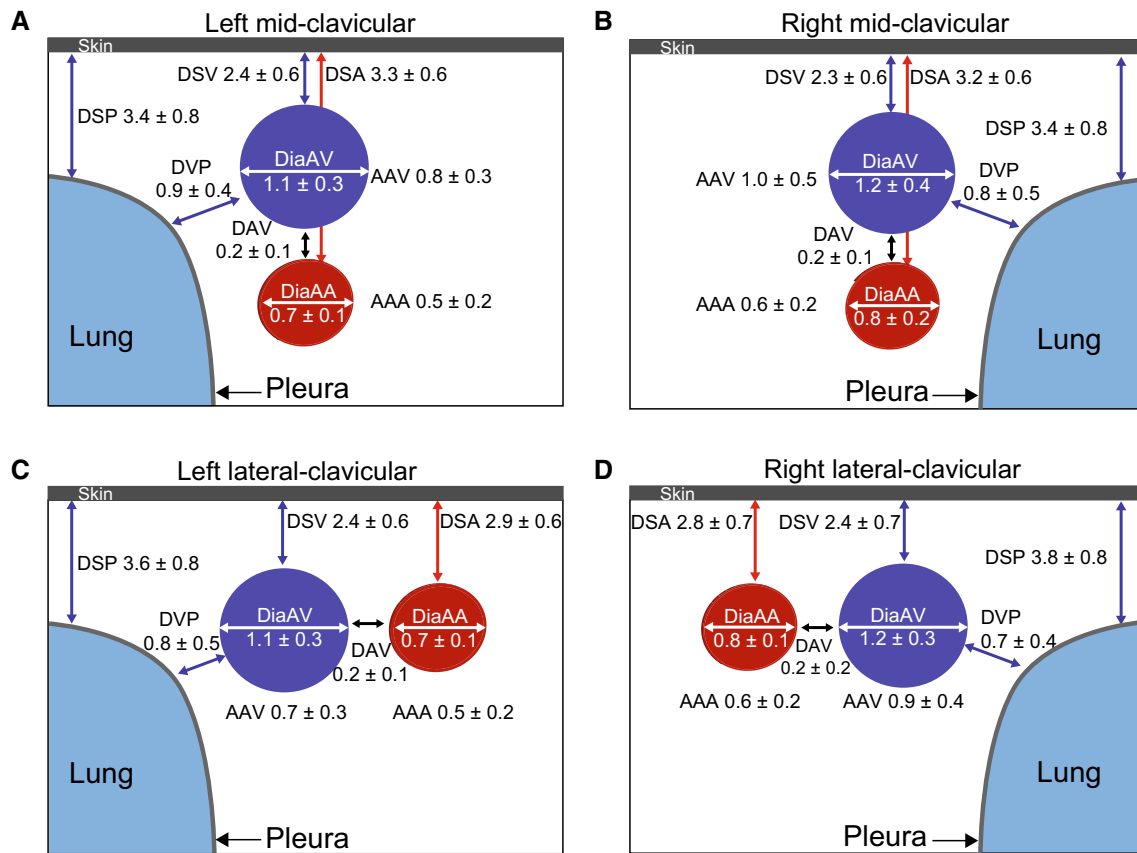 A
Left mid-clavicular
Skin
DSV 2.4 ± 0.6
DSA 3.3 ± 0.6
DSP 3.4 ± 0.8
DVP
0.9 ± 0.4
DiaAV
1.1 ± 0.3
AAV 0.8 ± 0.3
DAV
0.2 ± 0.1
DiaAA
0.7 ± 0.1
AAA 0.5 ± 0.2
Lung
Pleura
B
Right mid-clavicular
Skin
DSV 2.3 ± 0.6
DSA 3.2 ± 0.6
DSP 3.4 ± 0.8
DiaAV
1.2 ± 0.4
AAV 1.0 ± 0.5
DVP
0.8 ± 0.5
DAV
0.2 ± 0.1
DiaAA
0.8 ± 0.2
AAA 0.6 ± 0.2
Lung
Pleura
C
Left lateral-clavicular
Skin
DSV 2.4 ± 0.6
DSA 2.9 ± 0.6
DSP 3.6 ± 0.8
DVP
0.8 ± 0.5
DiaAV
1.1 ± 0.3
DiaAA
0.7 ± 0.1
DAV
0.2 ± 0.1
AAV 0.7 ± 0.3
AAA 0.5 ± 0.2
Lung
Pleura
D
Right lateral-clavicular
Skin
DSA 2.8 ± 0.7
DSV 2.4 ± 0.7
DSP 3.8 ± 0.8
DiaAA
0.8 ± 0.1
DiaAV
1.2 ± 0.3
DVP
0.7 ± 0.4
DAV
0.2 ± 0.2
AAA 0.6 ± 0.2
AAV 0.9 ± 0.4
Lung
Pleura